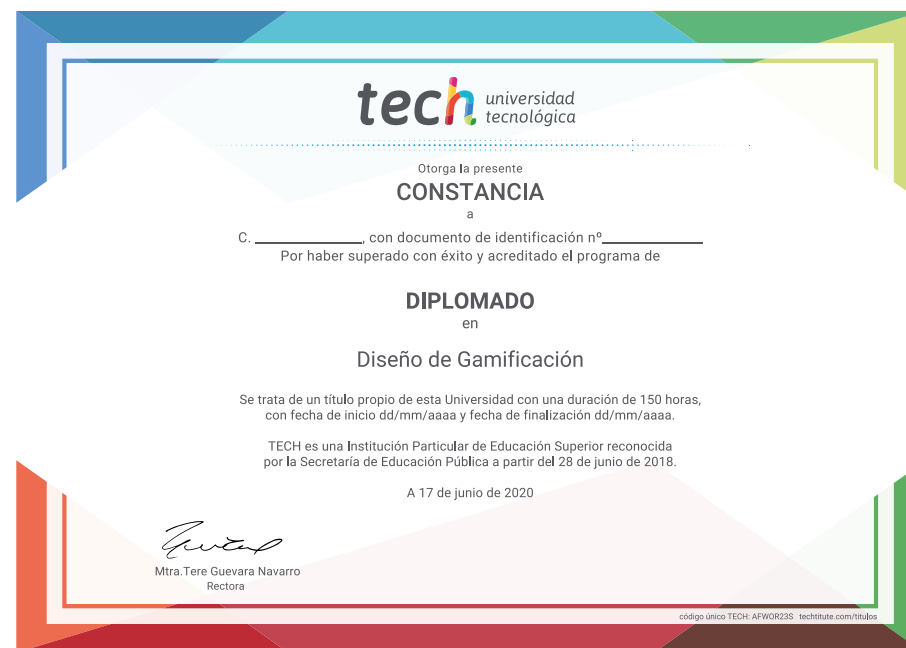 tech universidad
tecnológica
Otorga la presente
CONSTANCIA
a
C. ____________, con documento de identificación nº____________
Por haber superado con éxito y acreditado el programa de
DIPLOMADO
en
Diseño de Gamificación
Se trata de un título propio de esta Universidad con una duración de 150 horas,
con fecha de inicio dd/mm/aaaa y fecha de finalización dd/mm/aaaa.
TECH es una Institución Particular de Educación Superior reconocida
por la Secretaría de Educación Pública a partir del 28 de junio de 2018.
A 17 de junio de 2020
Mtra.Tere Guevara Navarro
Rectora
código único TECH: AFWOR23S techtitute.com/titulos